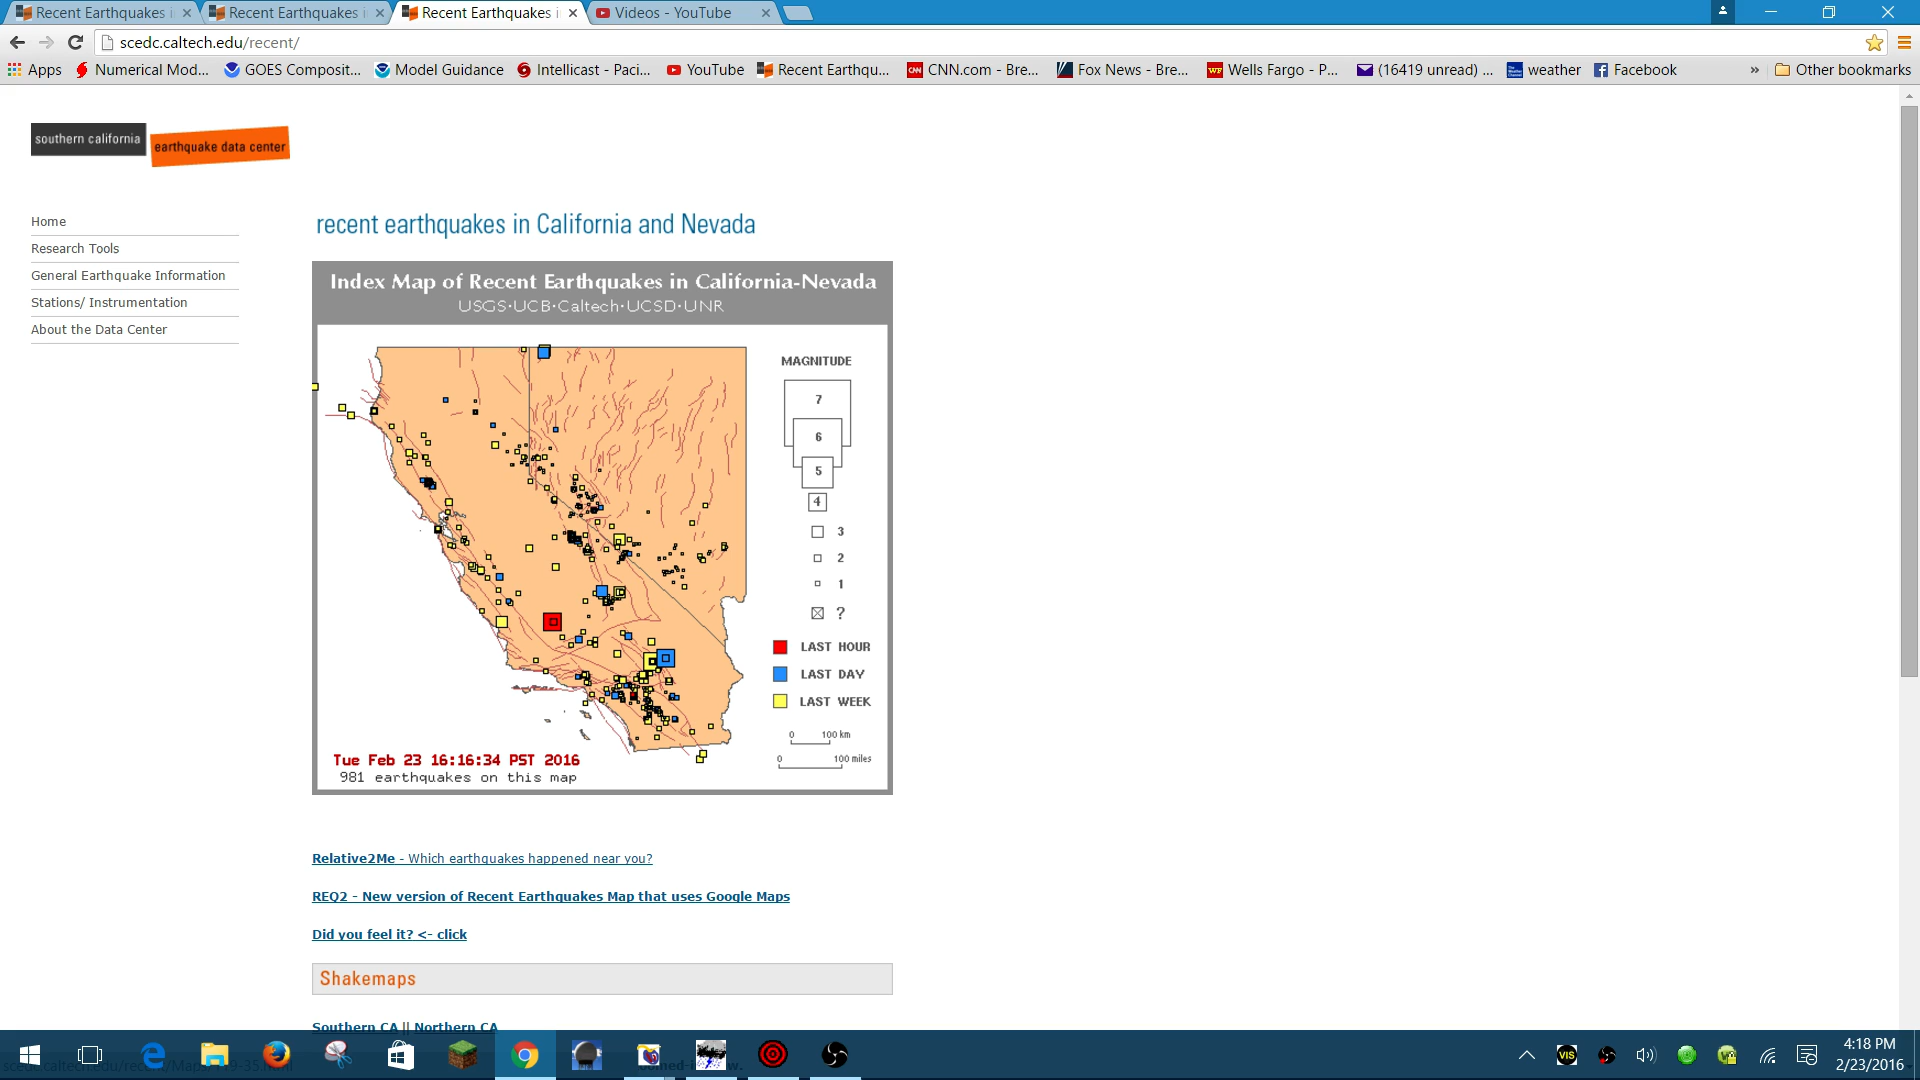 Recent Earthquakes i
Recent Earthquakes i
Recent Earthquakes i
Videos - YouTube
scedc.caltech.edu/recent/
Apps
Numerical Mod...
GOES Composit...
Model Guidance
Intellicast - Paci...
YouTube
Recent Earthqu...
CNN.com - Bre...
Fox News - Bre...
Wells Fargo - P...
(16419 unread) ...
weather
Facebook
»
Other bookmarks
southern california
earthquake data center
Home
Research Tools
General Earthquake Information
Stations/ Instrumentation
About the Data Center
recent earthquakes in California and Nevada
Index Map of Recent Earthquakes in California-Nevada
USGS·UCB·Caltech·UCSD·UNR
MAGNITUDE
7
6
5
4
3
2
1
?
LAST HOUR
LAST DAY
LAST WEEK
0 100 km
0 100 miles
Tue Feb 23 16:16:34 PST 2016
981 earthquakes on this map
Relative2Me - Which earthquakes happened near you?
REQ2 - New version of Recent Earthquakes Map that uses Google Maps
Did you feel it? <- click
Shakemaps
Southern CA || Northern CA
VIS
4:18 PM
2/23/2016